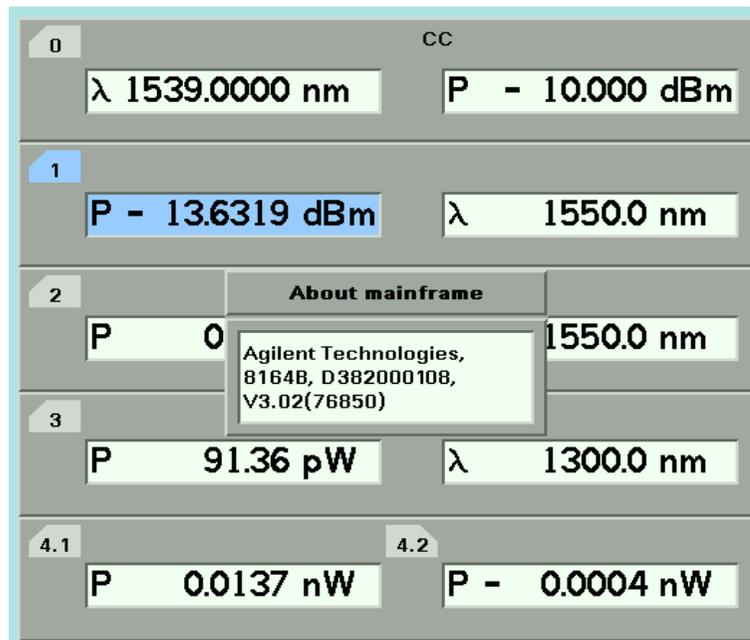 0 CC
λ 1539.0000 nm P - 10.000 dBm
1
P - 13.6319 dBm λ 1550.0 nm
2 About mainframe
P 0 1550.0 nm
Agilent Technologies,
8164B, D382000108,
V3.02(76850)
3
P 91.36 pW λ 1300.0 nm
4.1 4.2
P 0.0137 nW P - 0.0004 nW